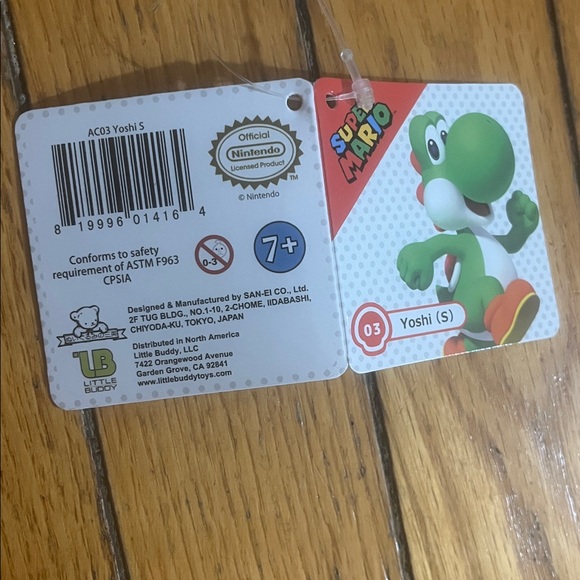 AC03 Yoshi S
8 19996 01416 4
Official
Nintendo
Licensed Product
TM
© Nintendo
Conforms to safety
requirement of ASTM F963
CPSIA
0-3
7+
Designed & Manufactured by SAN-EI CO., Ltd.
2F TUG BLDG., NO.1-10, 2-CHOME, IIDABASHI,
CHIYODA-KU, TOKYO, JAPAN
Distributed in North America
Little Buddy, LLC
7422 Orangewood Avenue
Garden Grove, CA 92841
www.littlebuddytoys.com
LB
LITTLE
BUDDY
SUPER
MARIO
03 Yoshi (S)